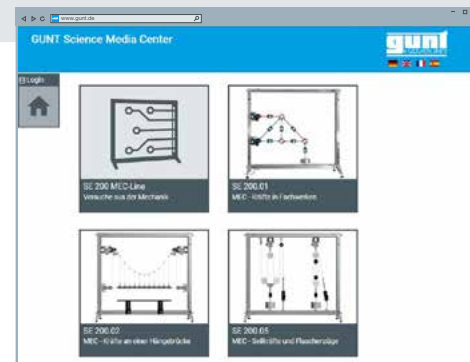 www.gunt.de
GUNT Science Media Center
gunt
Login
SE 200 MEC-Line
Versuche aus der Mechanik
SE 200.01
MEC - Kräfte in Fachwerken
SE 200.02
MEC - Kräfte an einer Hängebrücke
SE 200.05
MEC - Seilkräfte und Flaschenzüge